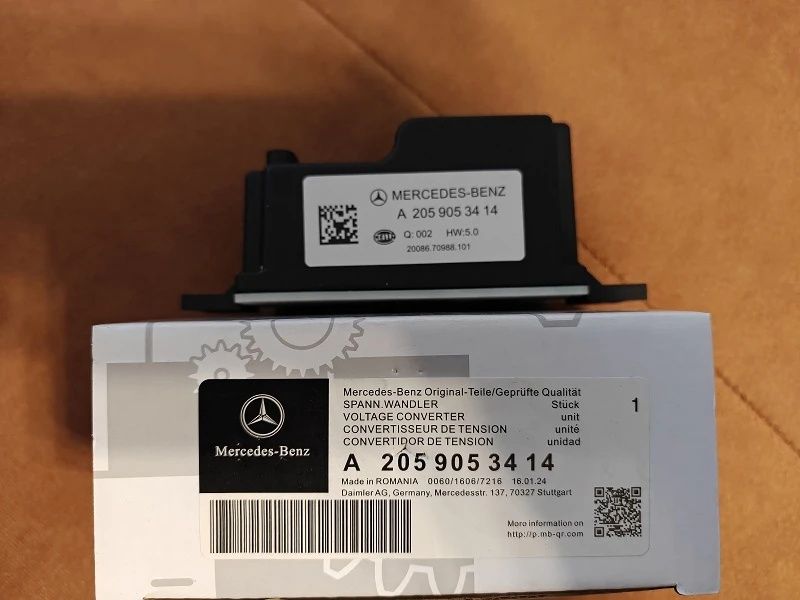 MERCEDES-BENZ
A 205 905 34 14
Q: 002 HW:5.0
20086.70988.101
Mercedes-Benz Original-Teile/Geprüfte Qualität
SPANN.WANDLER Stück 1
VOLTAGE CONVERTER unit
CONVERTISSEUR DE TENSION unité
CONVERTIDOR DE TENSION unidad
Mercedes-Benz
A 205 905 34 14
Made in ROMANIA 0060/1606/7216 16.01.24
Daimler AG, Germany, Mercedesstr. 137, 70327 Stuttgart
More information on
http://p.mb-qr.com